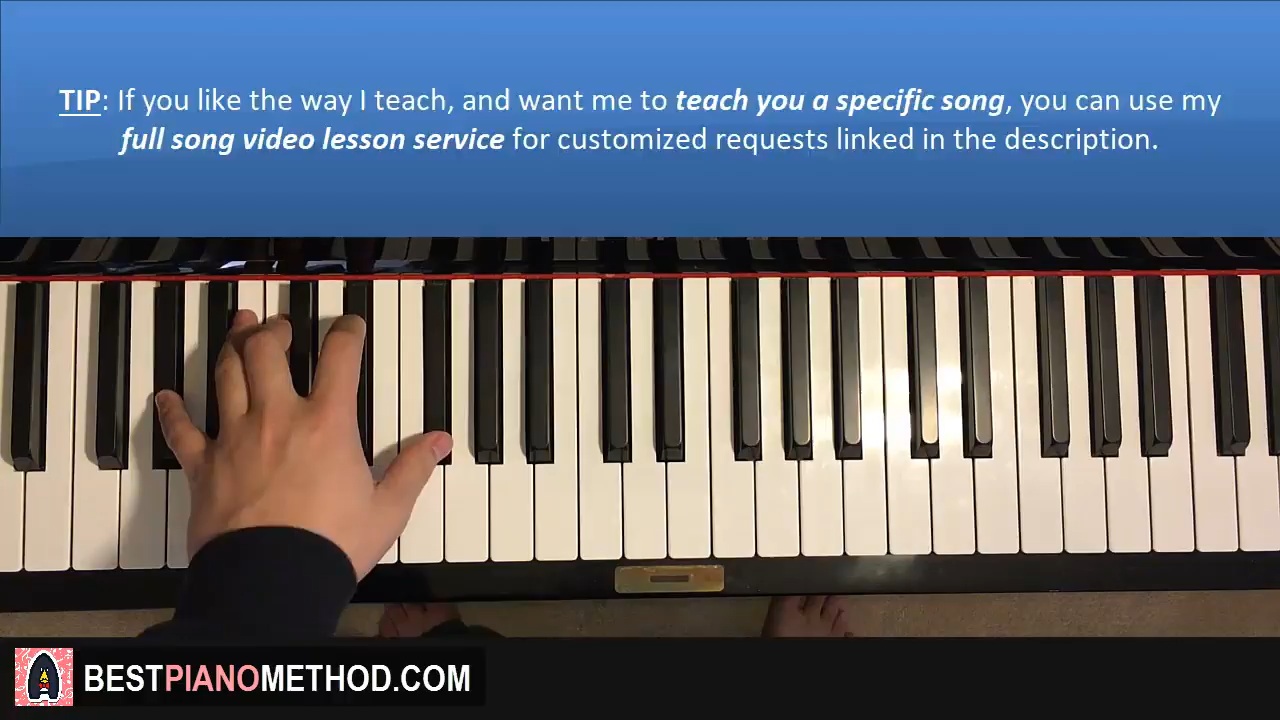 TIP: If you like the way I teach, and want me to teach you a specific song, you can use my
full song video lesson service for customized requests linked in the description.
BESTPIANOMETHOD.COM